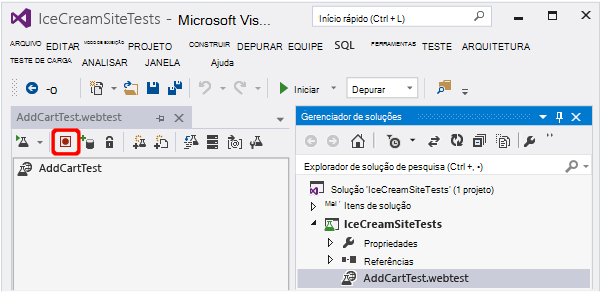 IceCreamSiteTests - Microsoft Vis...
Início rápido (Ctrl + L)
ARQUIVO EDITAR MODO DE EXIBIÇÃO PROJETO CONSTRUIR DEPURAR EQUIPE SQL FERRAMENTAS TESTE ARQUITETURA
TESTE DE CARGA ANALISAR JANELA Ajuda
Iniciar Depurar
AddCartTest.webtest
AddCartTest
Gerenciador de soluções
Explorador de solução de pesquisa (Ctrl +, •)
Solução 'IceCreamSiteTests' (1 projeto)
Itens de solução
IceCreamSiteTests
Propriedades
Referências
AddCartTest.webtest